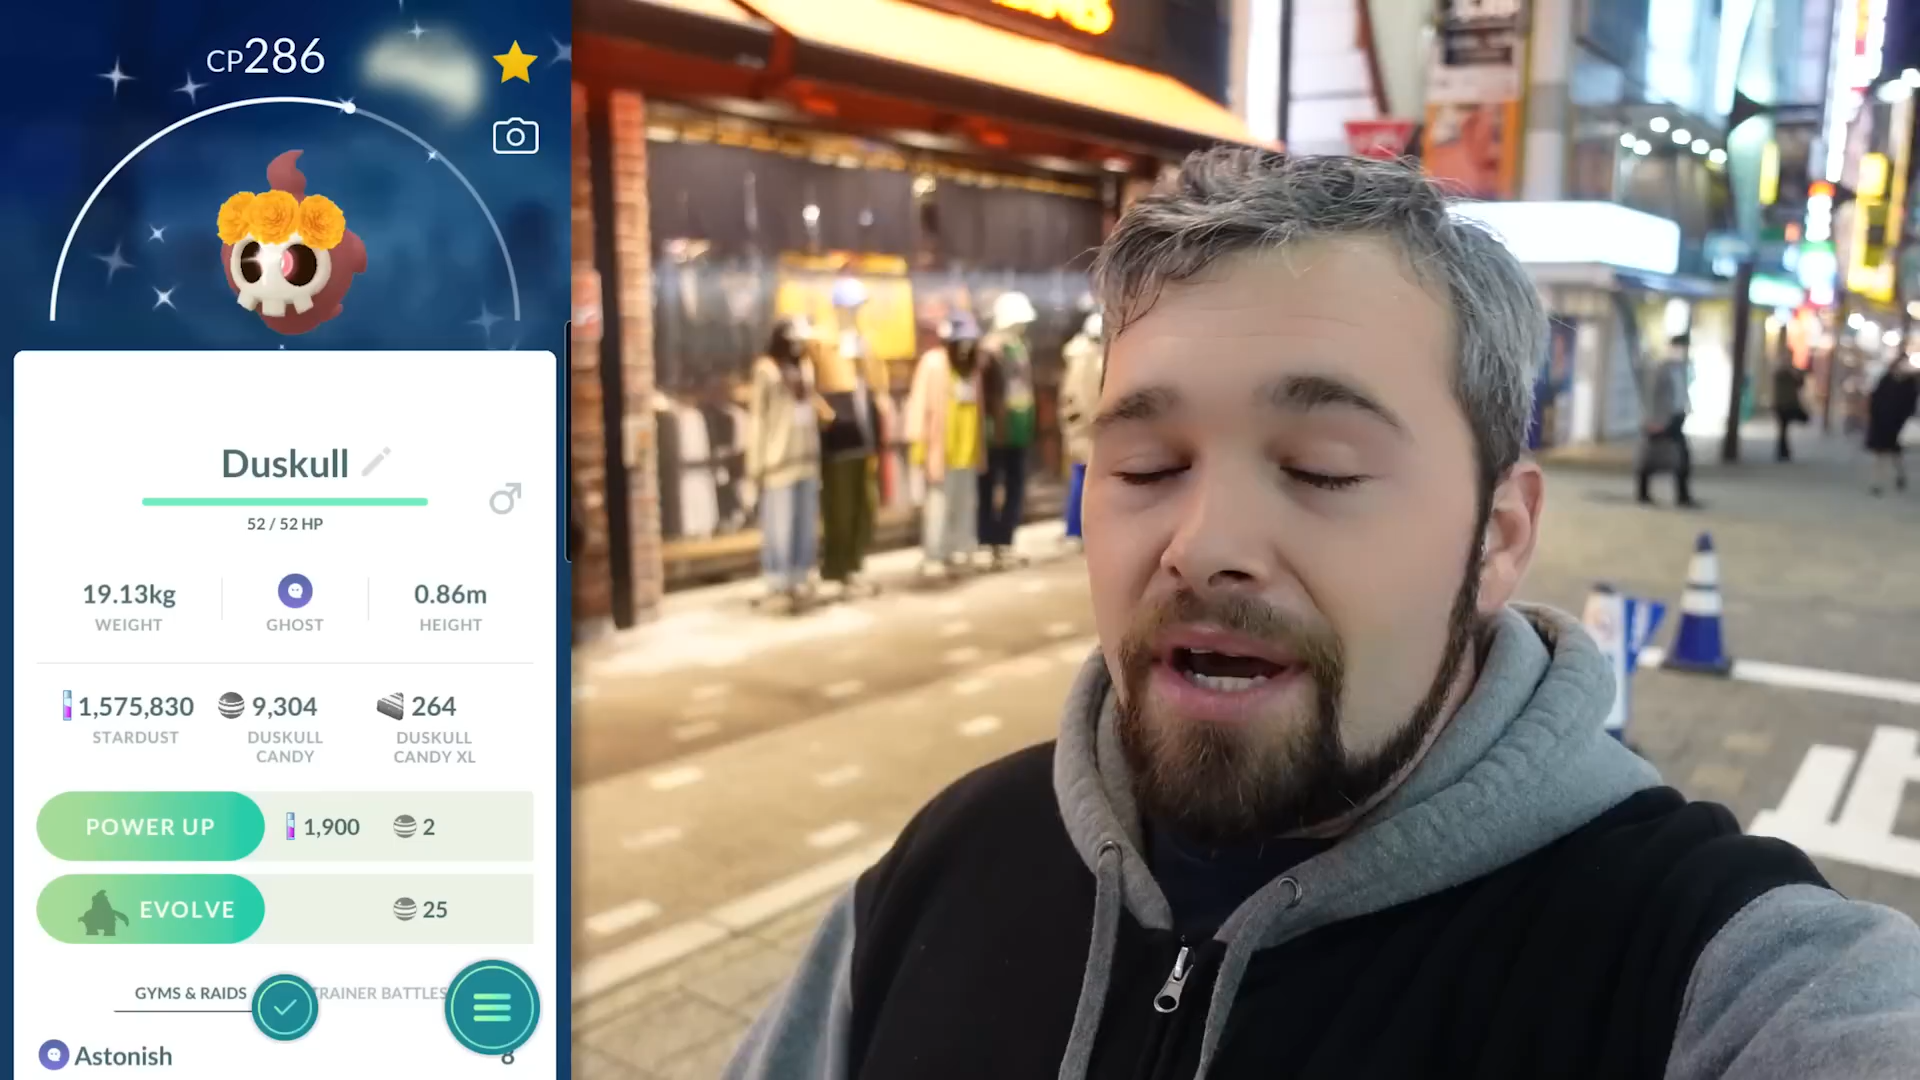 CP286
Duskull
52 / 52 HP
19.13kg
WEIGHT
GHOST
0.86m
HEIGHT
1,575,830
STARDUST
9,304
DUSKULL
CANDY
264
DUSKULL
CANDY XL
POWER UP
1,900
2
EVOLVE
25
GYMS & RAIDS
TRAINER BATTLES
Astonish
8